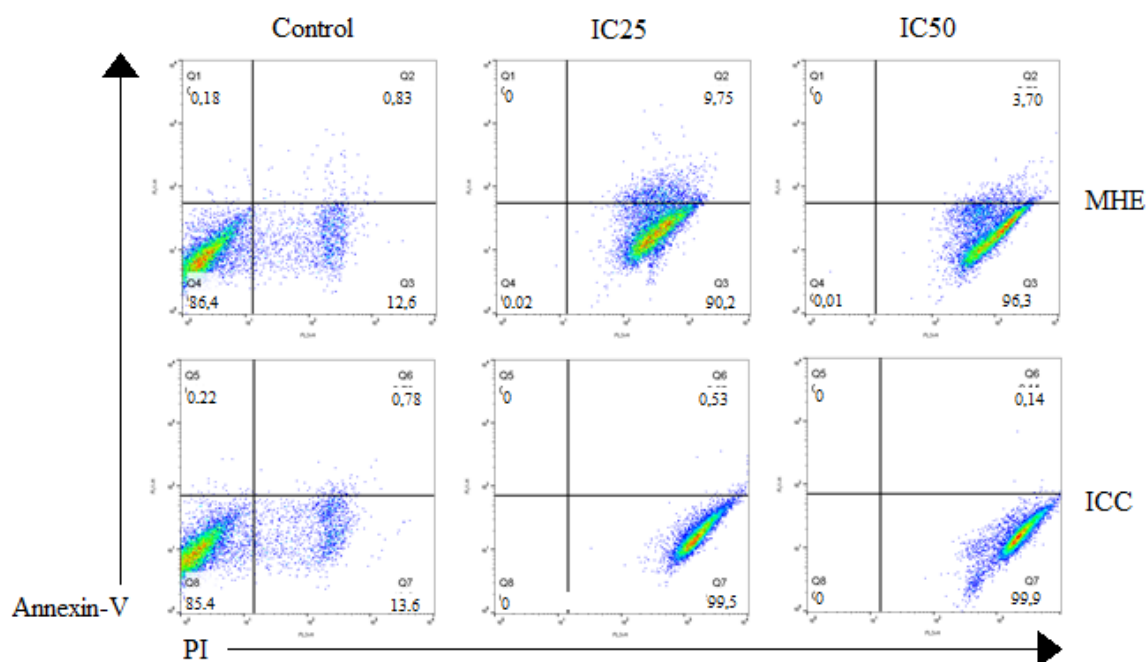 Control IC25 IC50
Q1 Q2 Q1 Q2 Q1 Q2
0,18 0,83 0 9,75 0 3,70
MHE
Q4 Q3 Q4 Q3 Q4 Q3
86,4 12,6 0.02 90,2 0,01 96,3
Q5 Q6 Q5 Q6 Q5 Q6
0.22 0,78 0 0,53 0 0,14
ICC
Q8 Q7 Q8 Q7 Q8 Q7
85.4 13.6 0 99,5 0 99,9
Annexin-V
PI